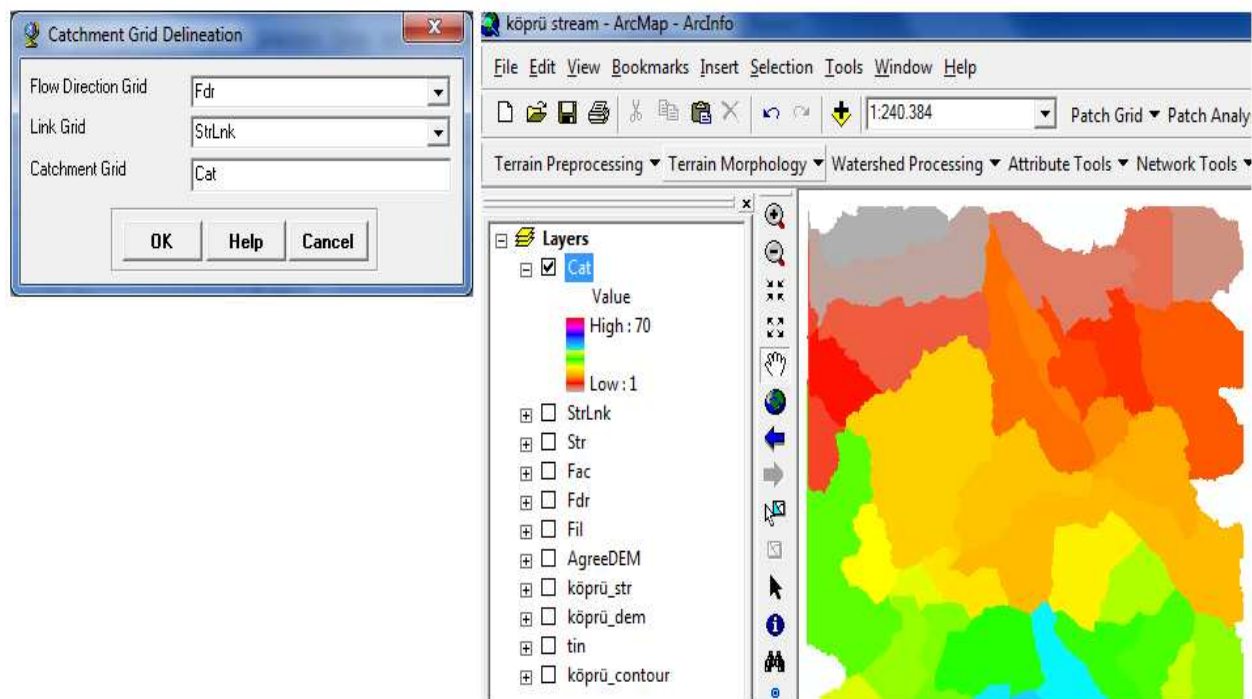 Catchment Grid Delineation
Flow Direction Grid Fdr
Link Grid StrLnk
Catchment Grid Cat
OK Help Cancel
köprü stream - ArcMap - ArcInfo
File Edit View Bookmarks Insert Selection Tools Window Help
1:240.384 Patch Grid Patch Analy
Terrain Preprocessing Terrain Morphology Watershed Processing Attribute Tools Network Tools
Layers
Cat
Value
High : 70
Low : 1
StrLnk
Str
Fac
Fdr
Fil
AgreeDEM
köprü_str
köprü_dem
tin
köprü_contour